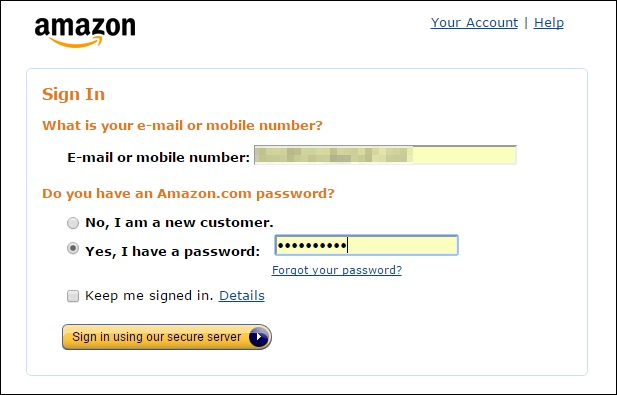 amazon
Your Account | Help
Sign In
What is your e-mail or mobile number?
E-mail or mobile number:
Do you have an Amazon.com password?
No, I am a new customer.
Yes, I have a password: ••••••••••
Forgot your password?
Keep me signed in. Details
Sign in using our secure server